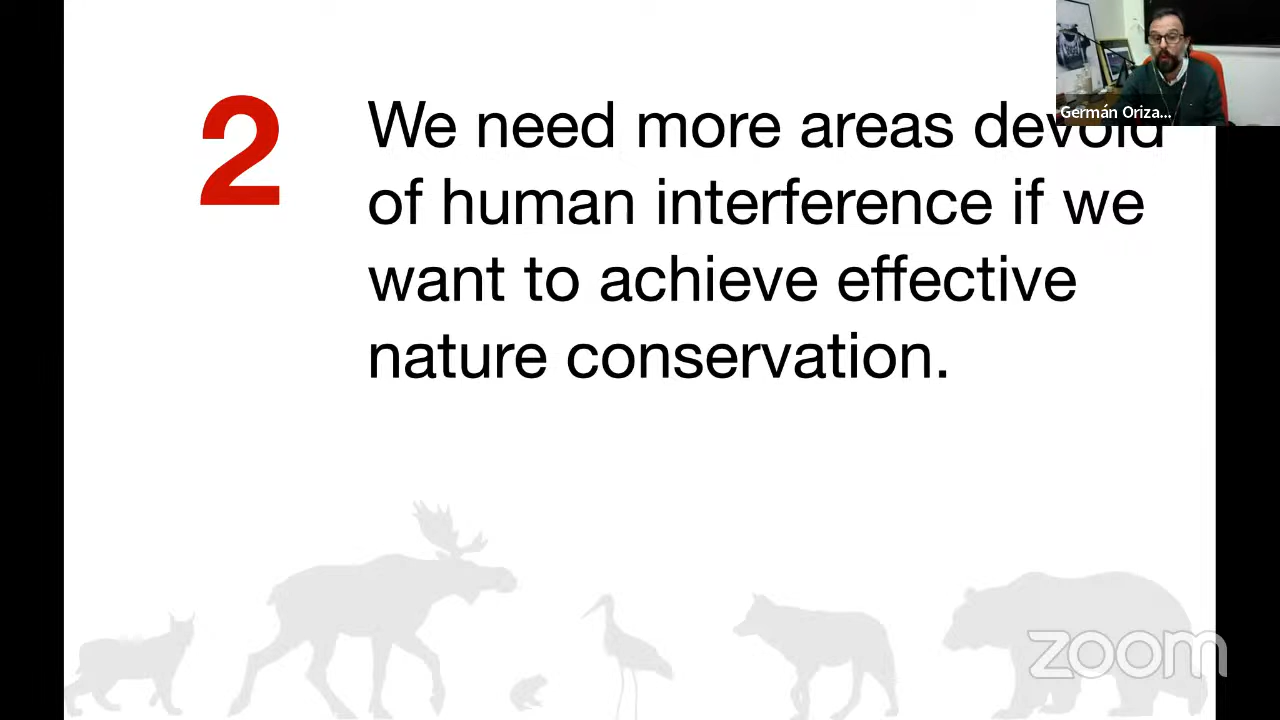 2
We need more areas devoid
of human interference if we
want to achieve effective
nature conservation.
Germán Oriza...
zoom